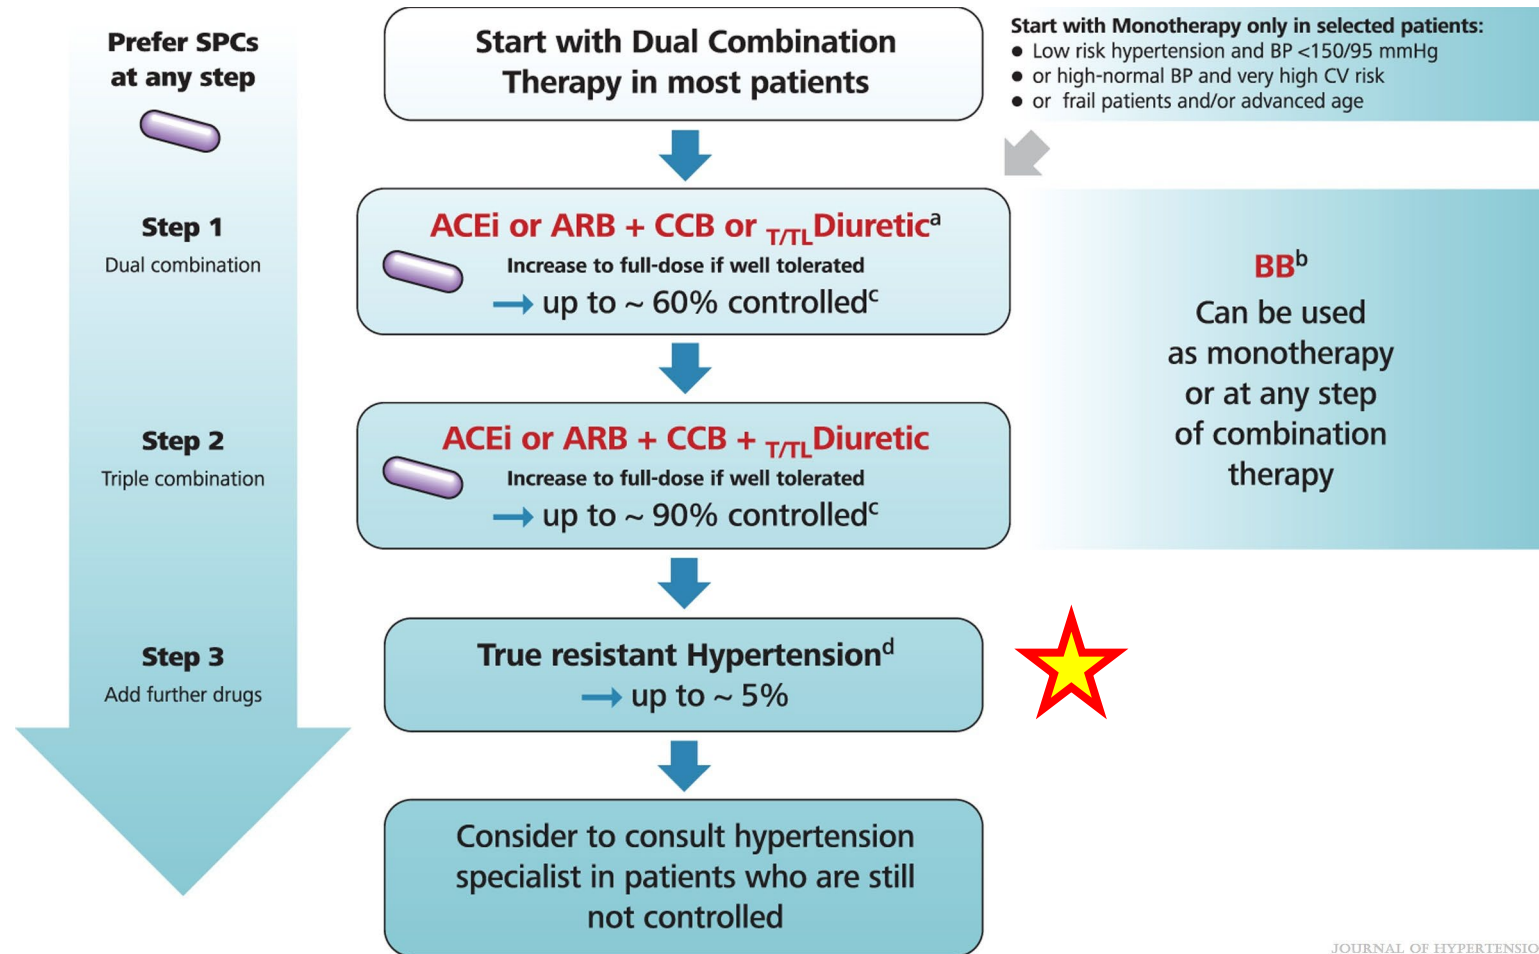 Prefer SPCs
at any step
Start with Dual Combination
Therapy in most patients
Start with Monotherapy only in selected patients:
● Low risk hypertension and BP <150/95 mmHg
● or high-normal BP and very high CV risk
● or frail patients and/or advanced age
Step 1
Dual combination
ACEi or ARB + CCB or T/TLDiureticᵃ
Increase to full-dose if well tolerated
→ up to ~ 60% controlledᶜ
BBᵇ
Can be used
as monotherapy
or at any step
of combination
therapy
Step 2
Triple combination
ACEi or ARB + CCB + T/TLDiuretic
Increase to full-dose if well tolerated
→ up to ~ 90% controlledᶜ
Step 3
Add further drugs
True resistant Hypertensionᵈ
→ up to ~ 5%
Consider to consult hypertension
specialist in patients who are still
not controlled
JOURNAL OF HYPERTENSIO